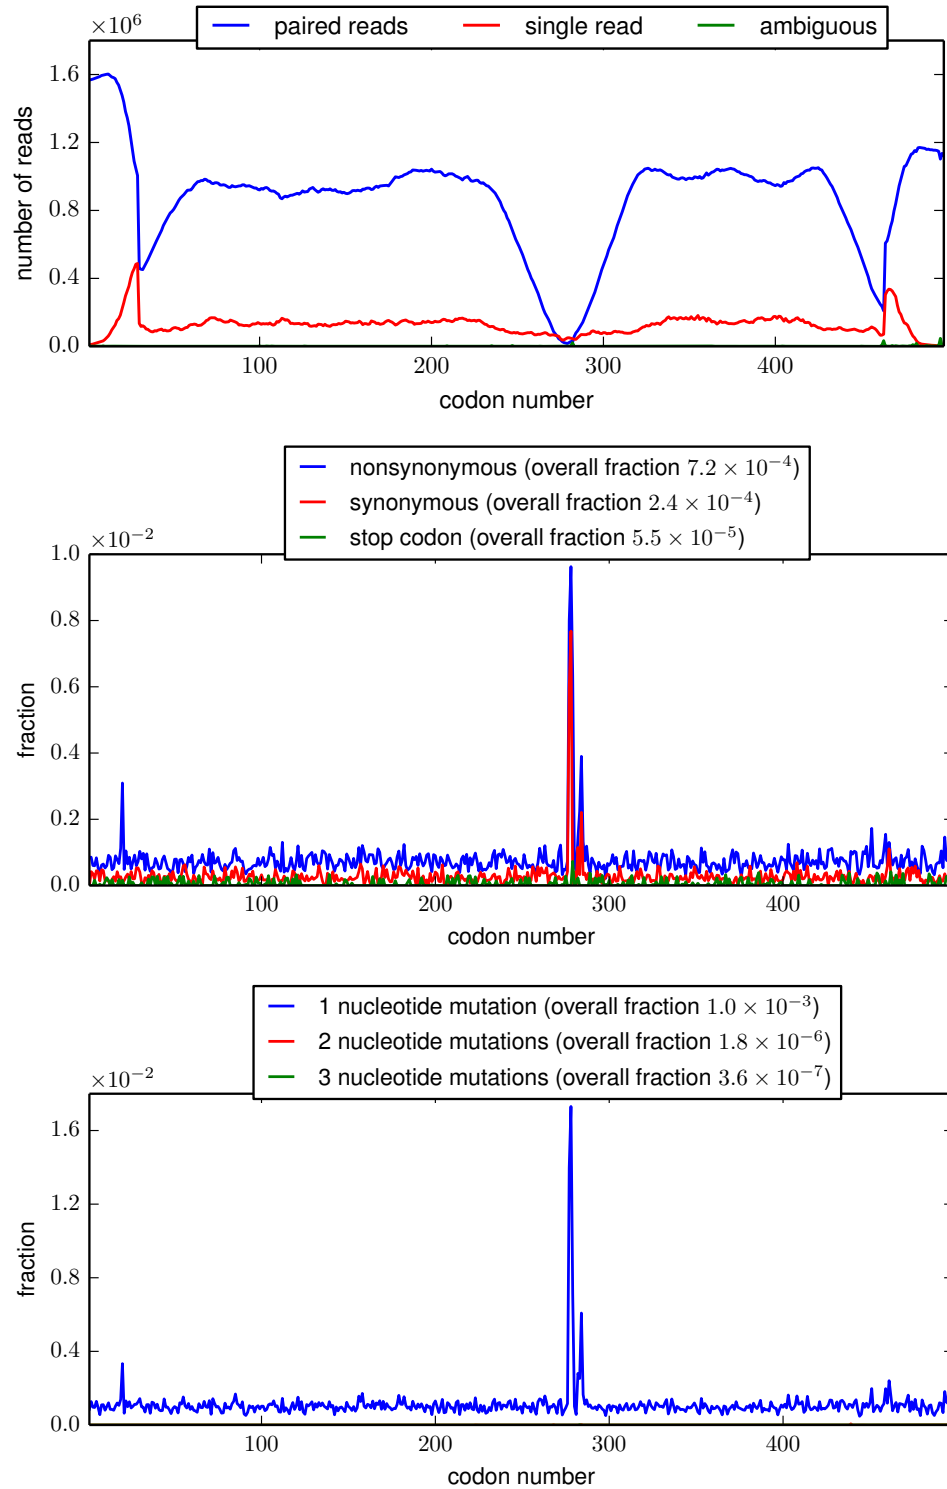 paired reads single read ambiguous
×10⁶
1.6
1.2
0.8
0.4
0.0
number of reads
100 200 300 400
codon number
nonsynonymous (overall fraction 7.2 × 10⁻⁴)
synonymous (overall fraction 2.4 × 10⁻⁴)
stop codon (overall fraction 5.5 × 10⁻⁵)
×10⁻²
1.0
0.8
0.6
0.4
0.2
0.0
fraction
100 200 300 400
codon number
1 nucleotide mutation (overall fraction 1.0 × 10⁻³)
2 nucleotide mutations (overall fraction 1.8 × 10⁻⁶)
3 nucleotide mutations (overall fraction 3.6 × 10⁻⁷)
×10⁻²
1.6
1.2
0.8
0.4
0.0
fraction
100 200 300 400
codon number